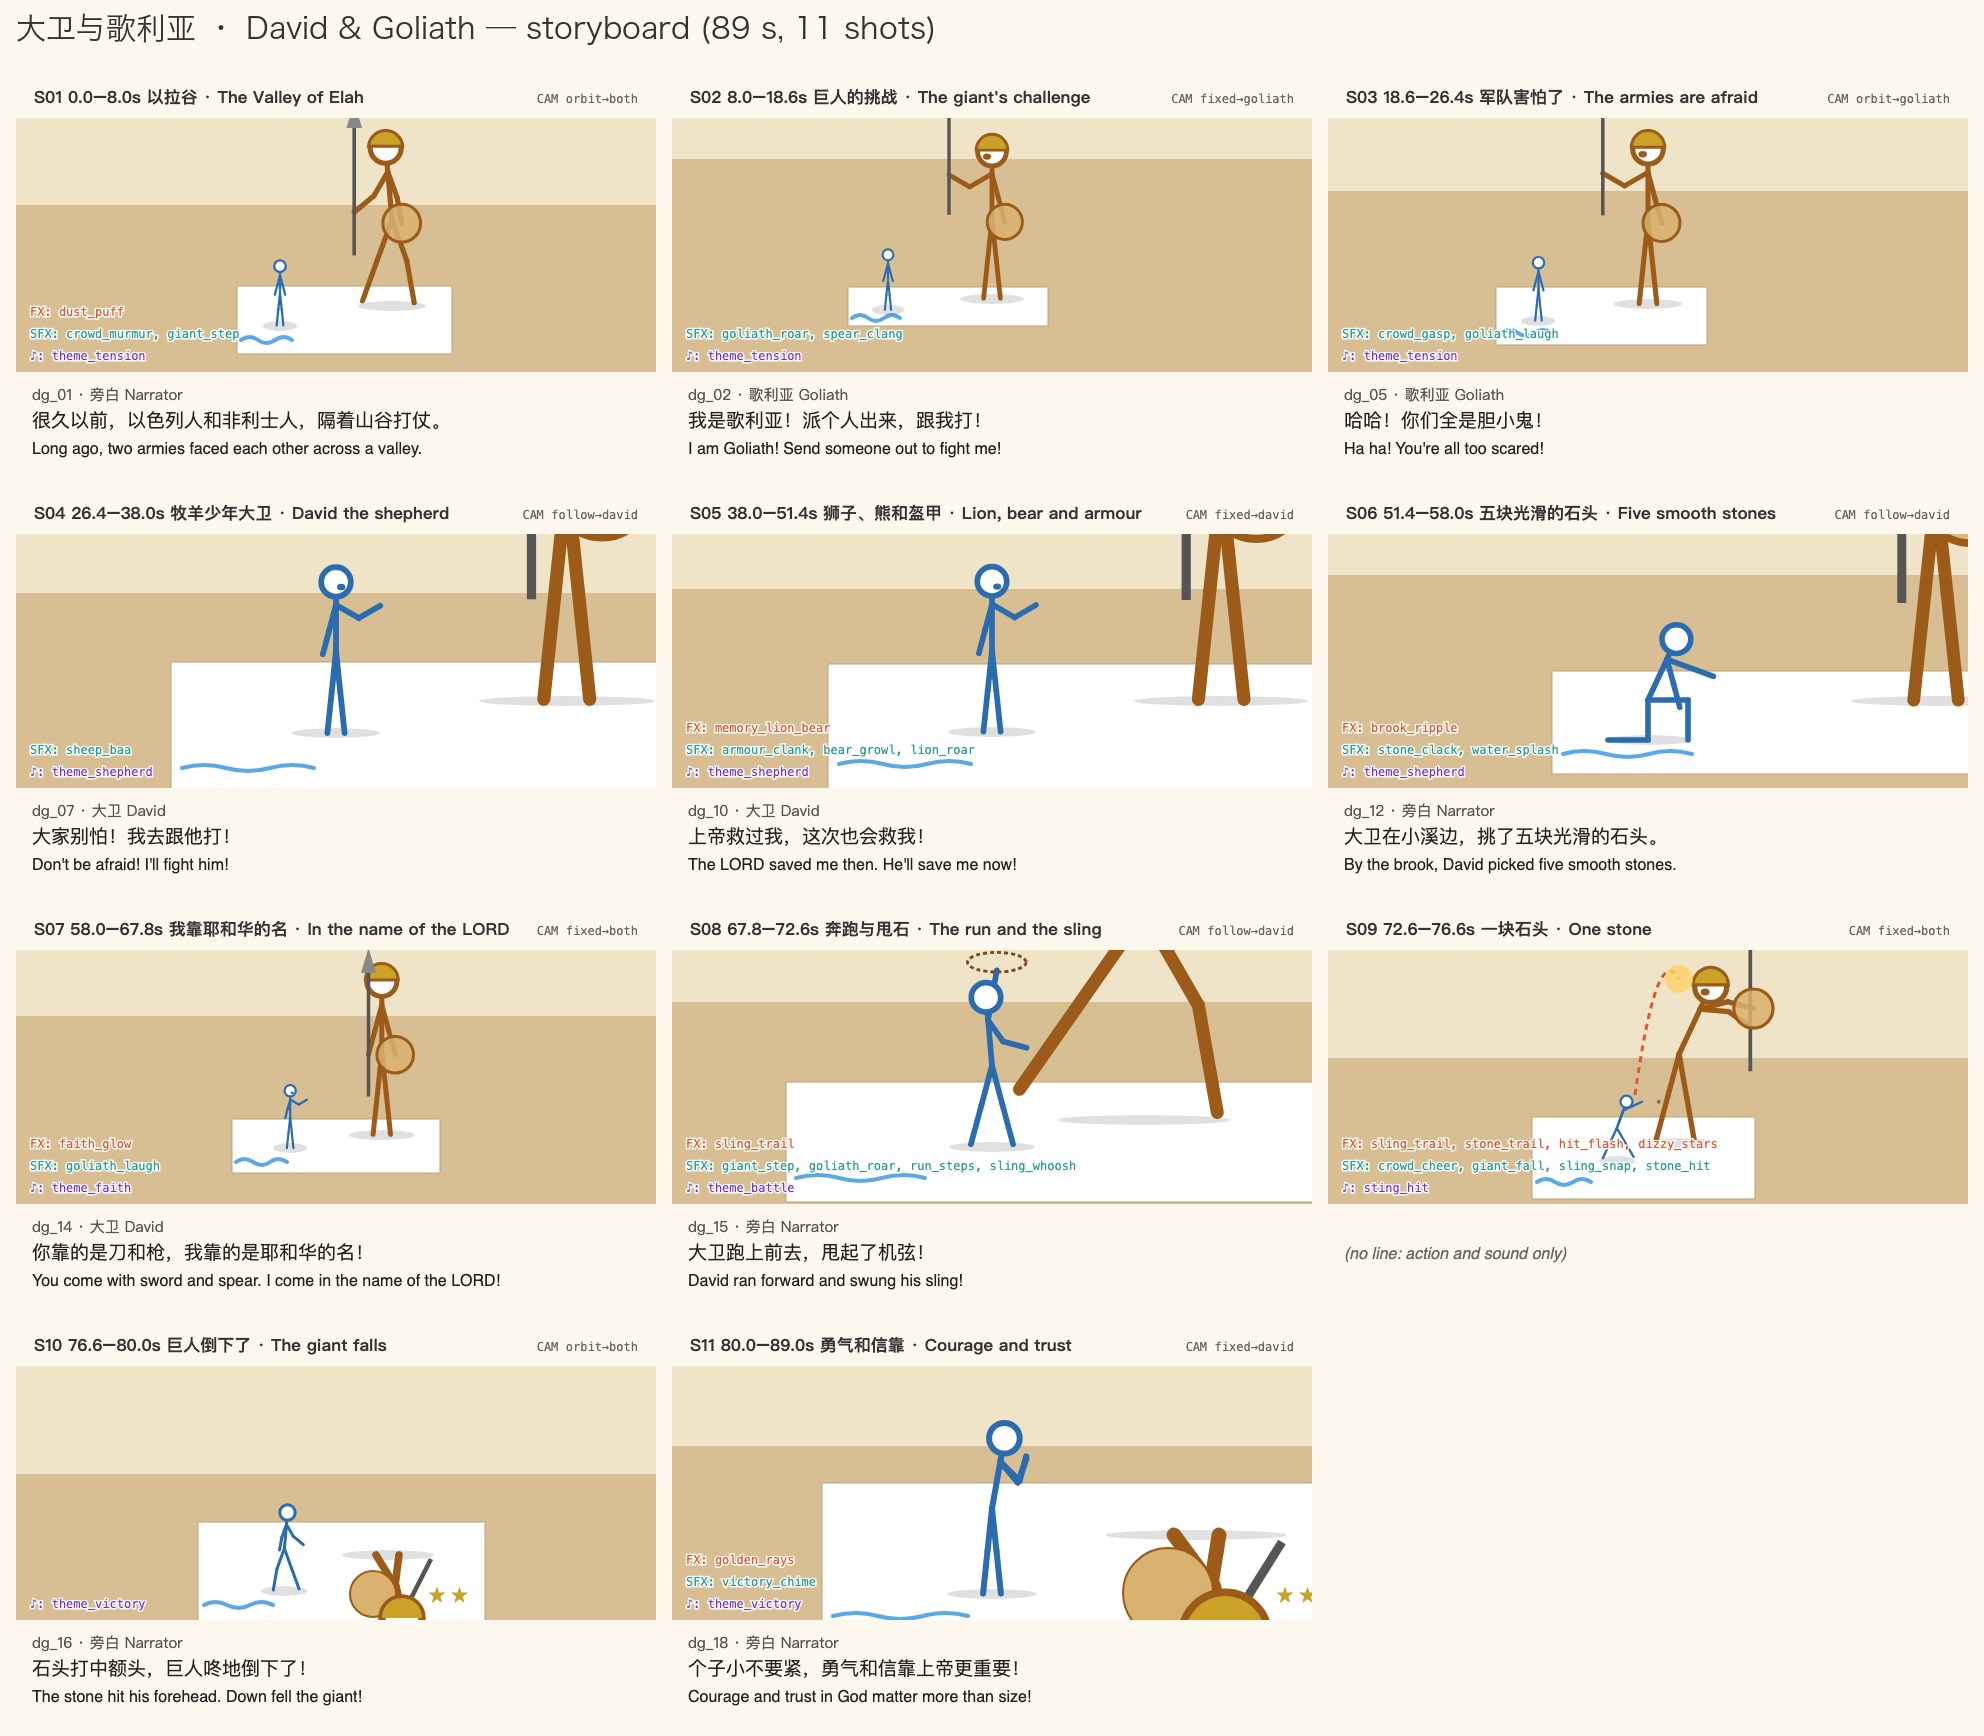 大卫与歌利亚 · David & Goliath — storyboard (89 s, 11 shots)
S01 0.0–8.0s 以拉谷 · The Valley of Elah
CAM orbit→both
FX: dust_puff
SFX: crowd_murmur, giant_step
♪: theme_tension
dg_01 · 旁白 Narrator
很久以前，以色列人和非利士人，隔着山谷打仗。
Long ago, two armies faced each other across a valley.
S02 8.0–18.6s 巨人的挑战 · The giant's challenge
CAM fixed→goliath
SFX: goliath_roar, spear_clang
♪: theme_tension
dg_02 · 歌利亚 Goliath
我是歌利亚！派个人出来，跟我打！
I am Goliath! Send someone out to fight me!
S03 18.6–26.4s 军队害怕了 · The armies are afraid
CAM orbit→goliath
SFX: crowd_gasp, goliath_laugh
♪: theme_tension
dg_05 · 歌利亚 Goliath
哈哈！你们全是胆小鬼！
Ha ha! You're all too scared!
S04 26.4–38.0s 牧羊少年大卫 · David the shepherd
CAM follow→david
SFX: sheep_baa
♪: theme_shepherd
dg_07 · 大卫 David
大家别怕！我去跟他打！
Don't be afraid! I'll fight him!
S05 38.0–51.4s 狮子、熊和盔甲 · Lion, bear and armour
CAM fixed→david
FX: memory_lion_bear
SFX: armour_clank, bear_growl, lion_roar
♪: theme_shepherd
dg_10 · 大卫 David
上帝救过我，这次也会救我！
The LORD saved me then. He'll save me now!
S06 51.4–58.0s 五块光滑的石头 · Five smooth stones
CAM follow→david
FX: brook_ripple
SFX: stone_clack, water_splash
♪: theme_shepherd
dg_12 · 旁白 Narrator
大卫在小溪边，挑了五块光滑的石头。
By the brook, David picked five smooth stones.
S07 58.0–67.8s 我靠耶和华的名 · In the name of the LORD
CAM fixed→both
FX: faith_glow
SFX: goliath_laugh
♪: theme_faith
dg_14 · 大卫 David
你靠的是刀和枪，我靠的是耶和华的名！
You come with sword and spear. I come in the name of the LORD!
S08 67.8–72.6s 奔跑与甩石 · The run and the sling
CAM follow→david
FX: sling_trail
SFX: giant_step, goliath_roar, run_steps, sling_whoosh
♪: theme_battle
dg_15 · 旁白 Narrator
大卫跑上前去，甩起了机弦！
David ran forward and swung his sling!
S09 72.6–76.6s 一块石头 · One stone
CAM fixed→both
FX: sling_trail, stone_trail, hit_flash, dizzy_stars
SFX: crowd_cheer, giant_fall, sling_snap, stone_hit
♪: sting_hit
(no line: action and sound only)
S10 76.6–80.0s 巨人倒下了 · The giant falls
CAM orbit→both
♪: theme_victory
dg_16 · 旁白 Narrator
石头打中额头，巨人咚地倒下了！
The stone hit his forehead. Down fell the giant!
S11 80.0–89.0s 勇气和信靠 · Courage and trust
CAM fixed→david
FX: golden_rays
SFX: victory_chime
♪: theme_victory
dg_18 · 旁白 Narrator
个子小不要紧，勇气和信靠上帝更重要！
Courage and trust in God matter more than size!